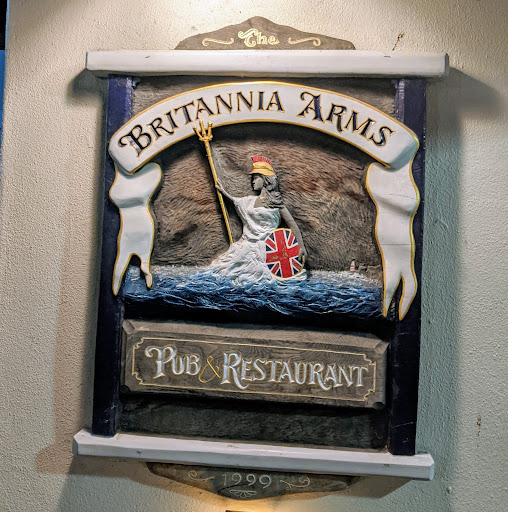 The
BRITANNIA ARMS
PUB & RESTAURANT
1999